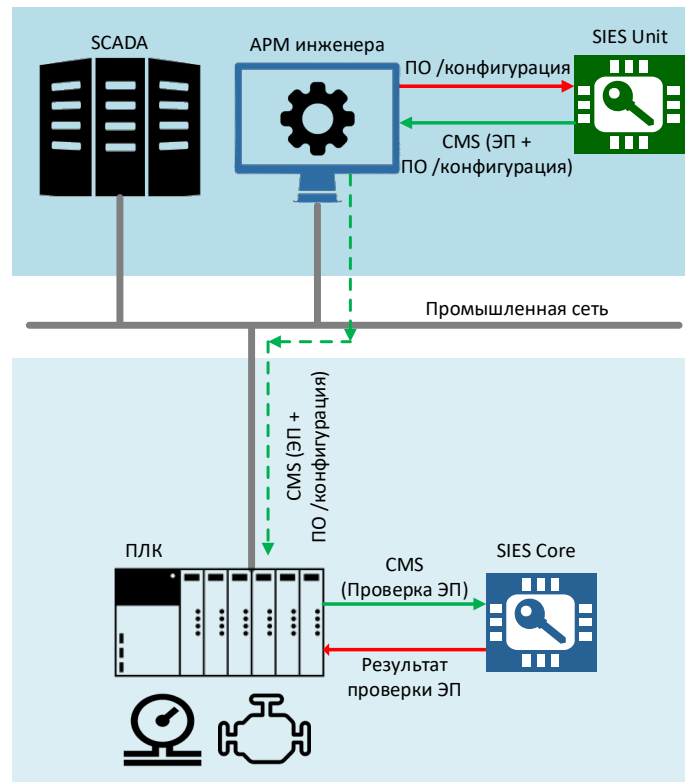 SCADA
АРМ инженера
SIES Unit
ПО /конфигурация
CMS (ЭП +
ПО /конфигурация)
Промышленная сеть
CMS (ЭП +
ПО /конфигурация)
ПЛК
CMS
(Проверка ЭП)
SIES Core
Результат
проверки ЭП